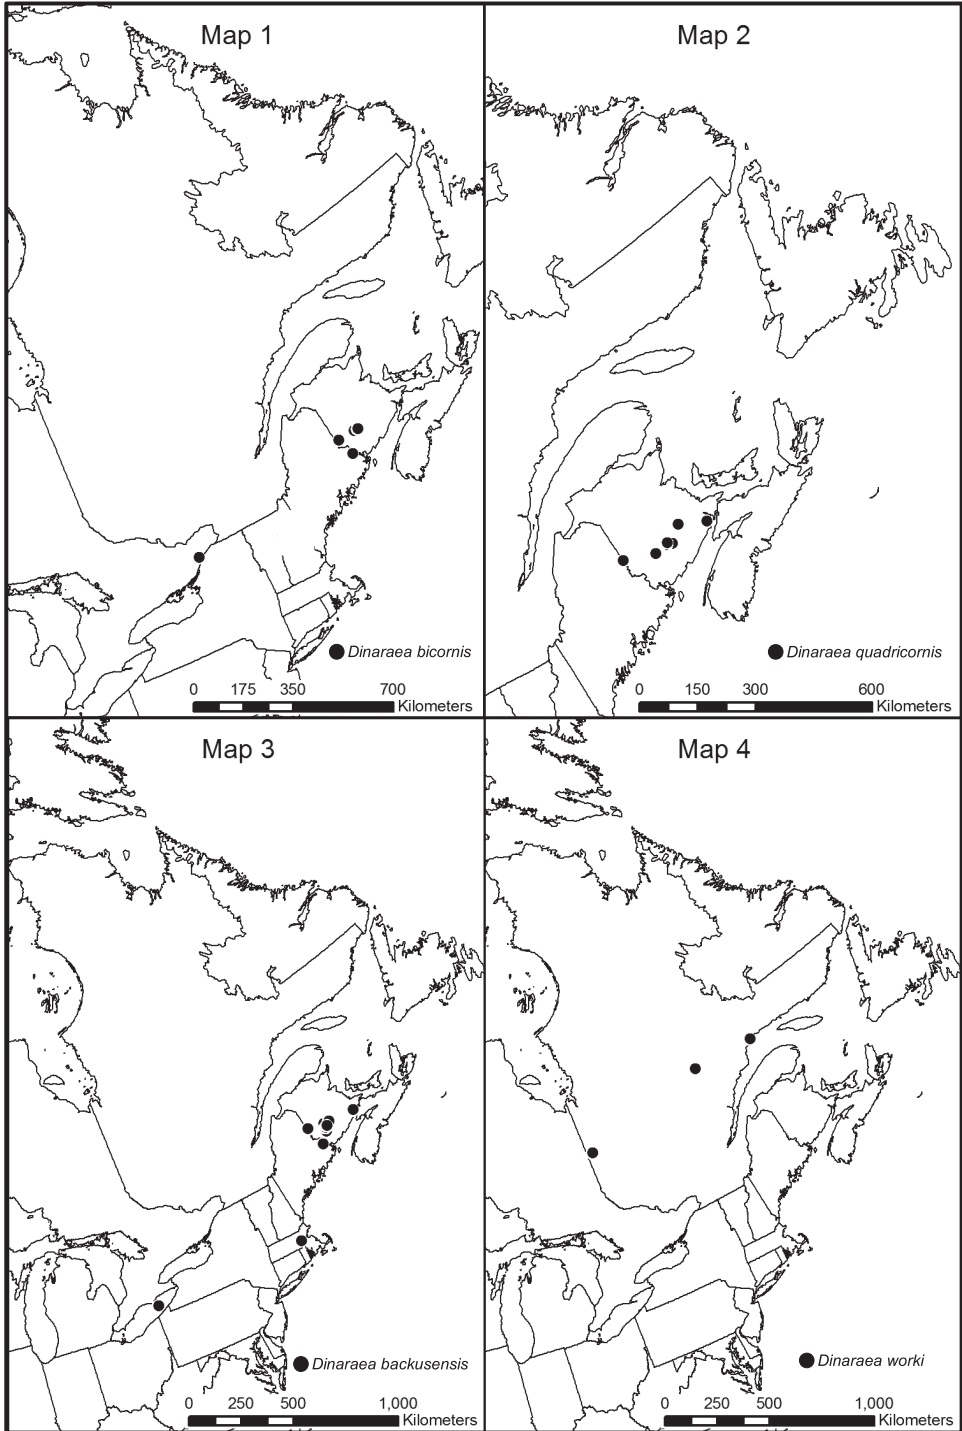 Map 1
Dinaraea bicornis
0 175 350 700
Kilometers
Map 2
Dinaraea quadricornis
0 150 300 600
Kilometers
Map 3
Dinaraea backusensis
0 250 500 1,000
Kilometers
Map 4
Dinaraea worki
0 250 500 1,000
Kilometers